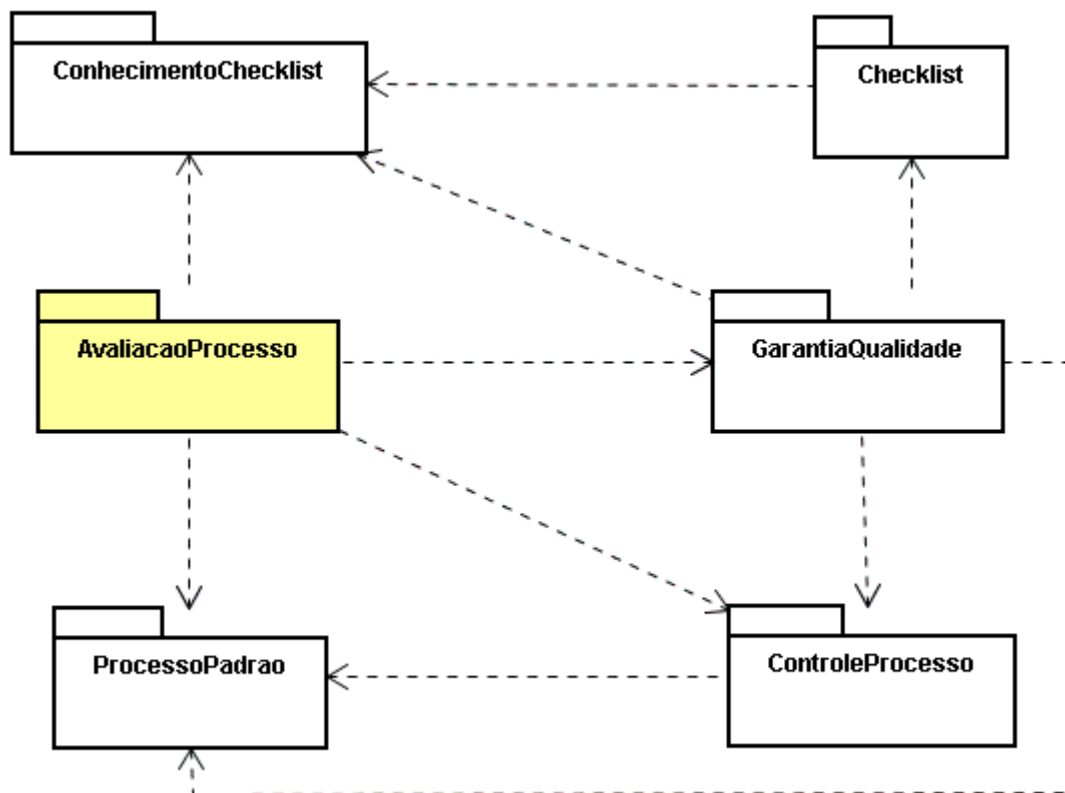 ConhecimentoChecklist
Checklist
AvaliacaoProcesso
GarantiaQualidade
ProcessoPadrao
ControleProcesso